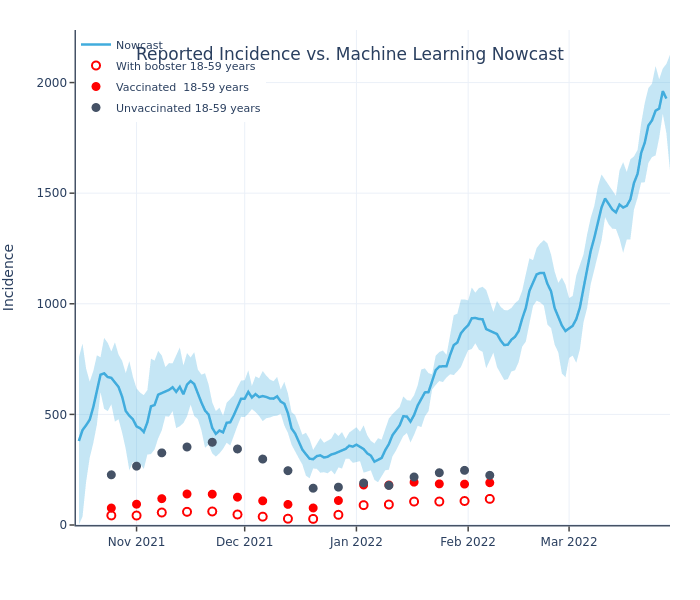 Reported Incidence vs. Machine Learning Nowcast
Nowcast
With booster 18-59 years
Vaccinated  18-59 years
Unvaccinated 18-59 years
Incidence
2000
1500
1000
500
0
Nov 2021
Dec 2021
Jan 2022
Feb 2022
Mar 2022